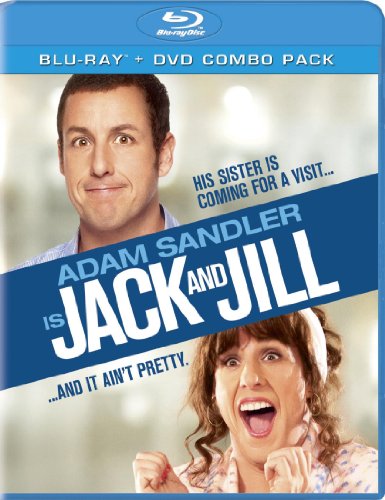 Blu-ray Disc
BLU-RAY™ + DVD COMBO PACK
HIS SISTER IS
COMING FOR A VISIT...
ADAM SANDLER
IS JACK AND JILL
...AND IT AIN'T PRETTY.